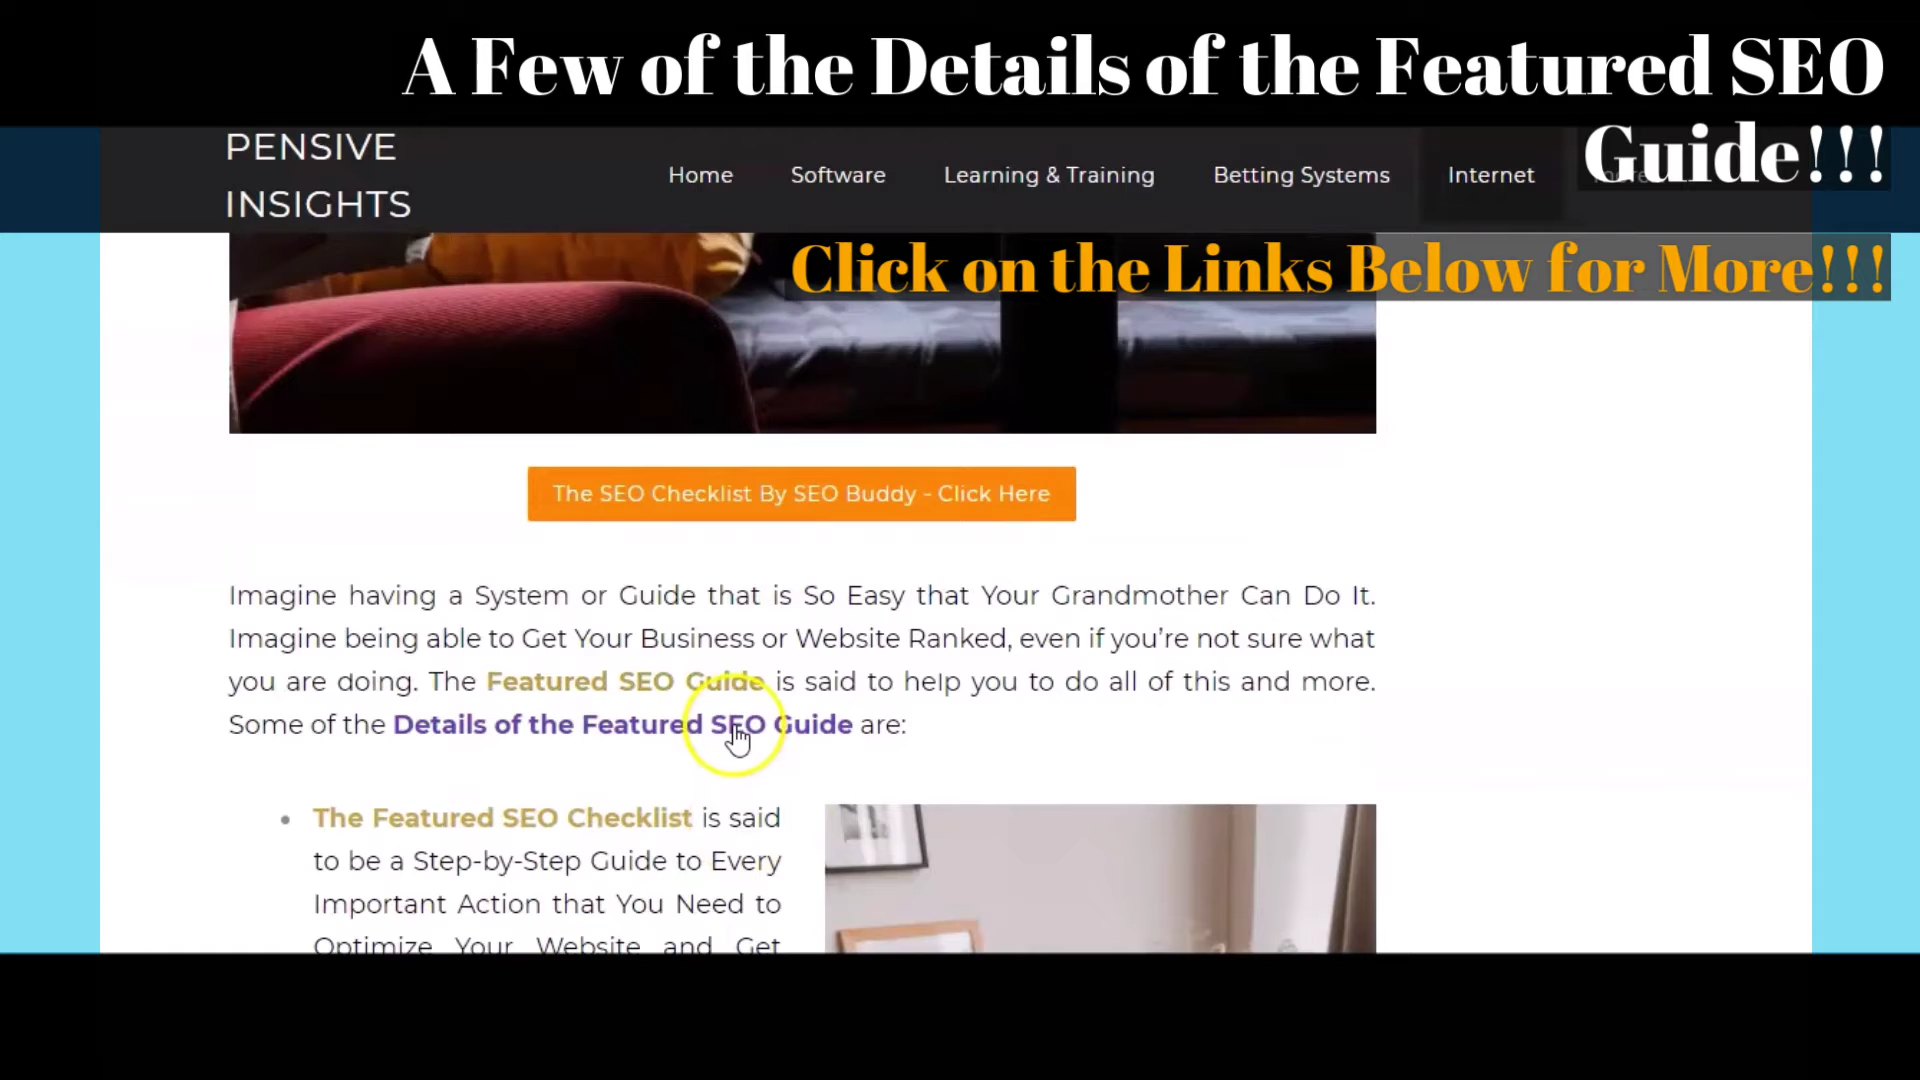 A Few of the Details of the Featured SEO
Guide!!!
Click on the Links Below for More!!!
PENSIVE
INSIGHTS
Home
Software
Learning & Training
Betting Systems
Internet
The SEO Checklist By SEO Buddy - Click Here
Imagine having a System or Guide that is So Easy that Your Grandmother Can Do It.
Imagine being able to Get Your Business or Website Ranked, even if you’re not sure what
you are doing. The Featured SEO Guide is said to help you to do all of this and more.
Some of the Details of the Featured SEO Guide are:
• The Featured SEO Checklist is said
to be a Step-by-Step Guide to Every
Important Action that You Need to
Optimize Your Website and Get